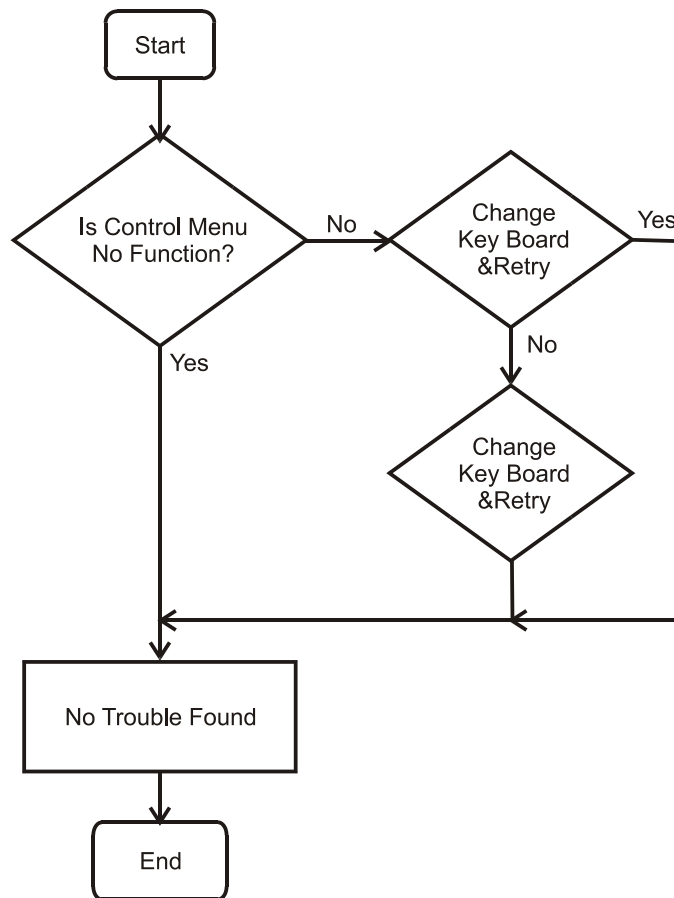 Start
Is Control Menu
No Function?
No
Change
Key Board
&Retry
Yes
Yes
No
Change
Key Board
&Retry
No Trouble Found
End